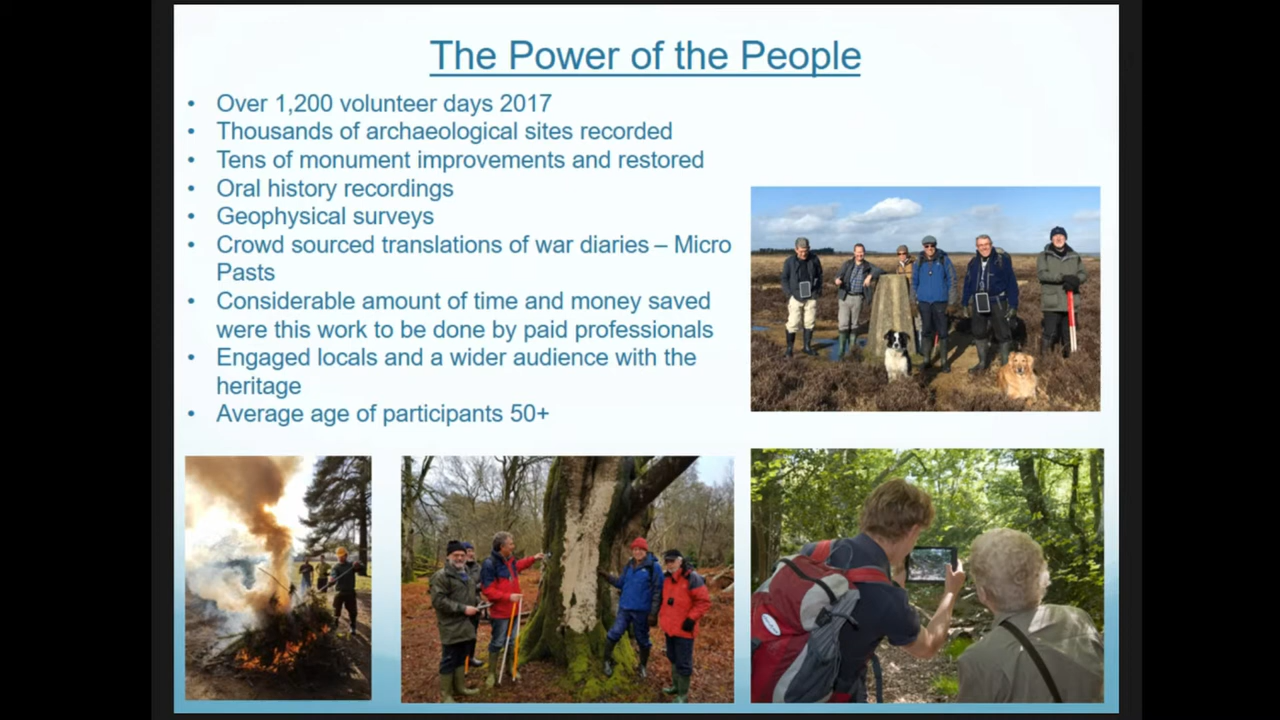 The Power of the People
• Over 1,200 volunteer days 2017
• Thousands of archaeological sites recorded
• Tens of monument improvements and restored
• Oral history recordings
• Geophysical surveys
• Crowd sourced translations of war diaries – Micro
Pasts
• Considerable amount of time and money saved
were this work to be done by paid professionals
• Engaged locals and a wider audience with the
heritage
• Average age of participants 50+